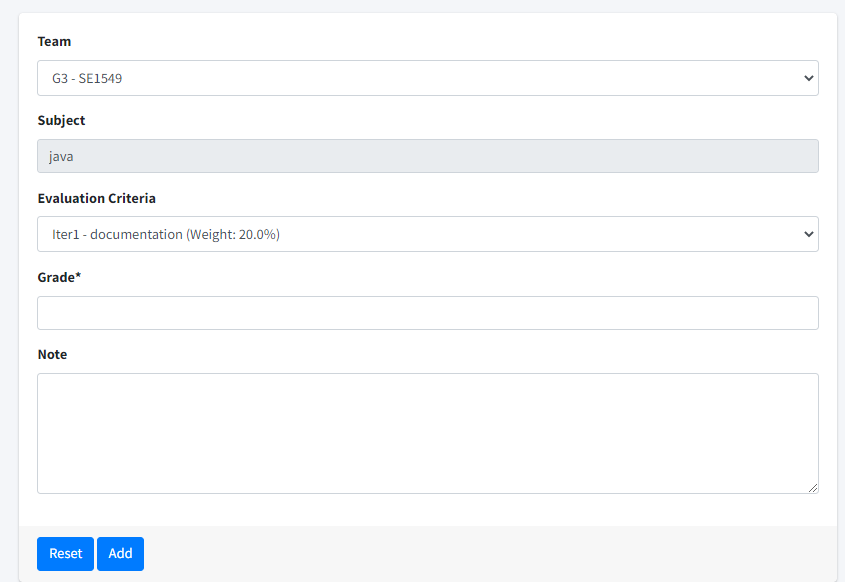 Team
G3 - SE1549
Subject
java
Evaluation Criteria
Iter1 - documentation (Weight: 20.0%)
Grade*
Note
Reset Add